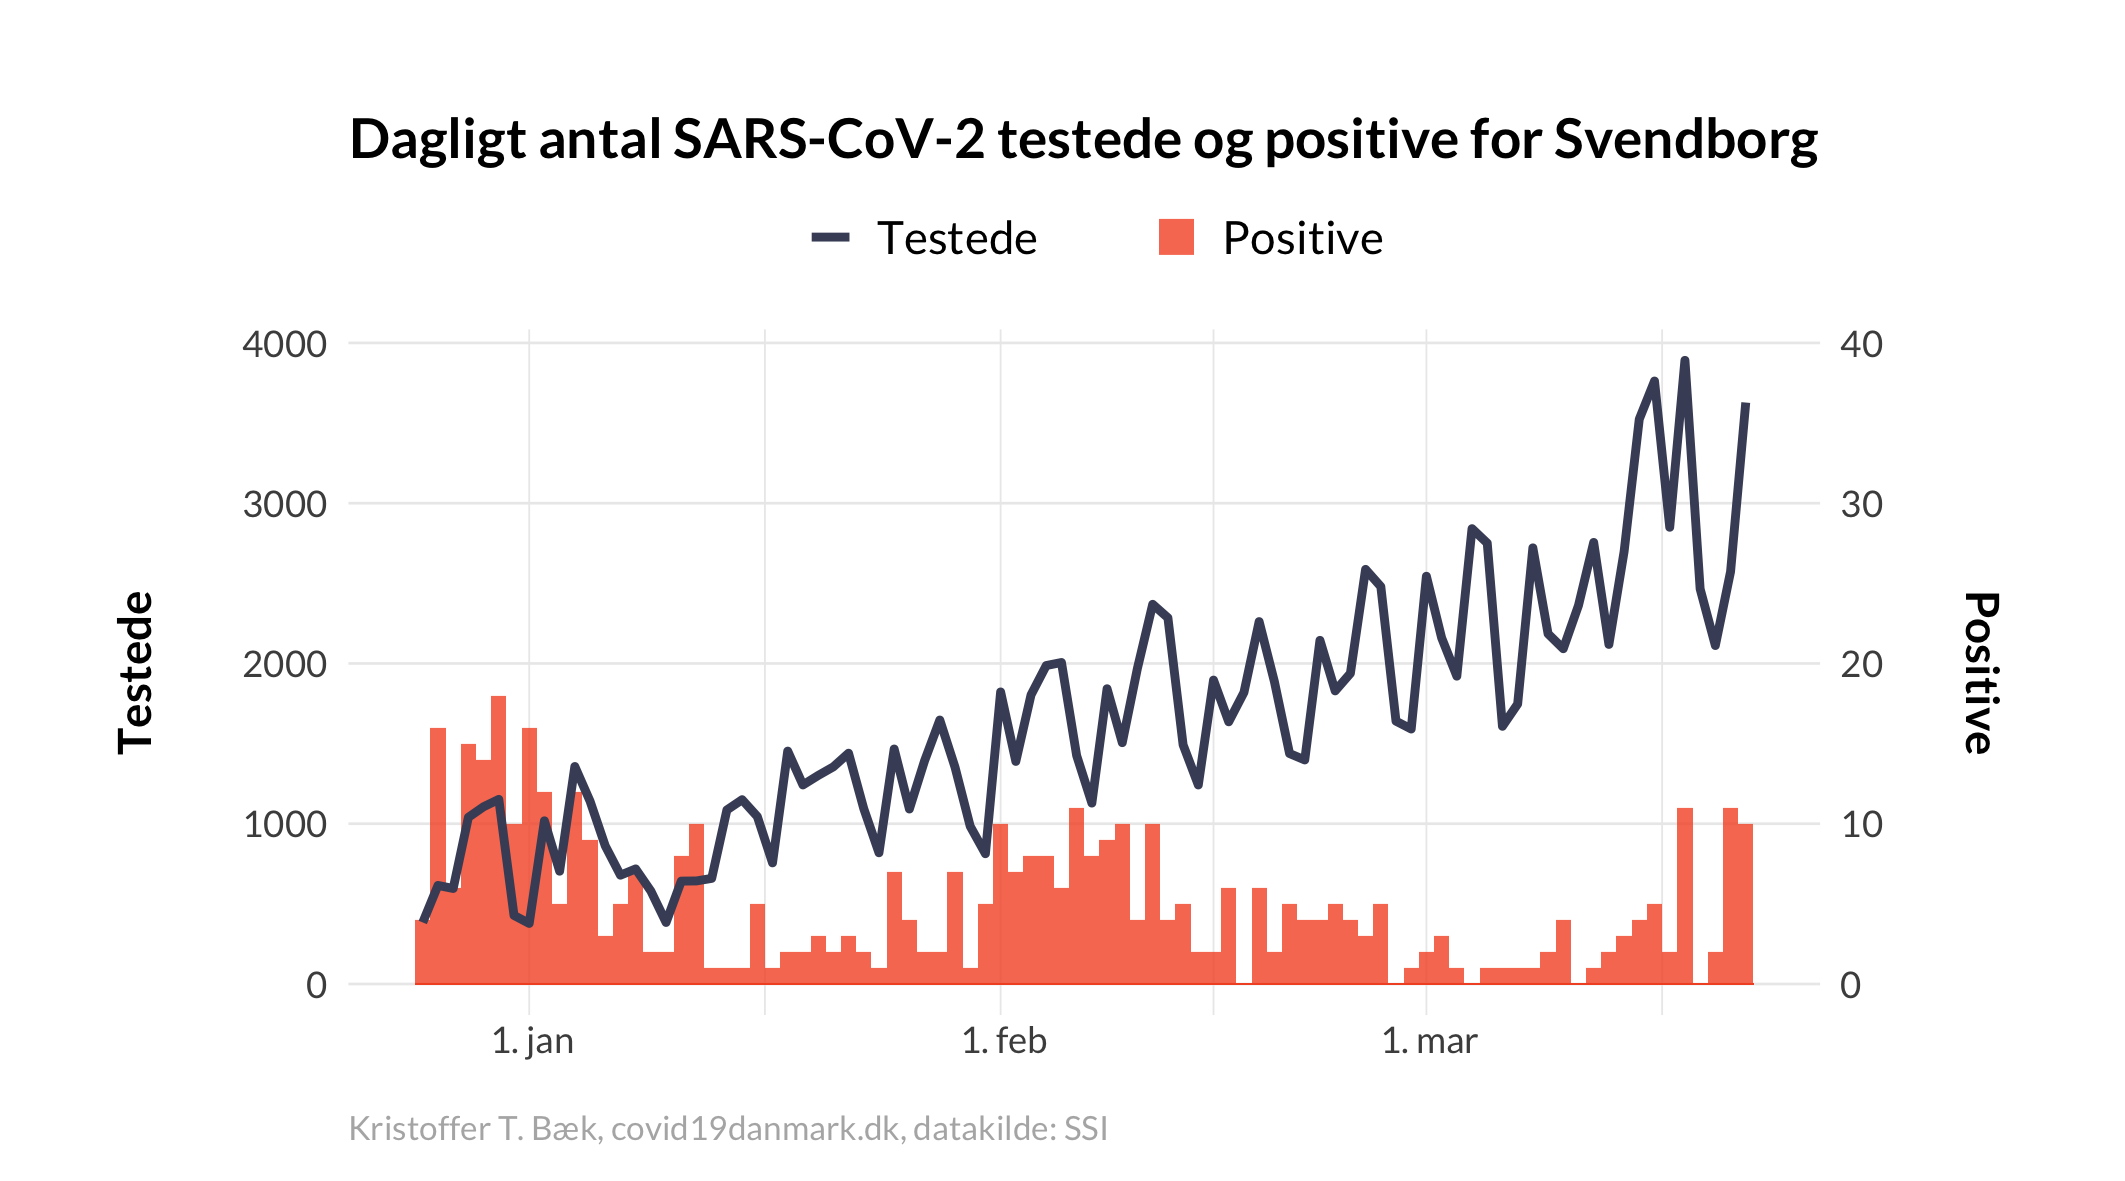 Dagligt antal SARS-CoV-2 testede og positive for Svendborg
Testede
Positive
4000
3000
2000
1000
0
40
30
20
10
0
Testede
Positive
1. jan
1. feb
1. mar
Kristoffer T. Bæk, covid19danmark.dk, datakilde: SSI